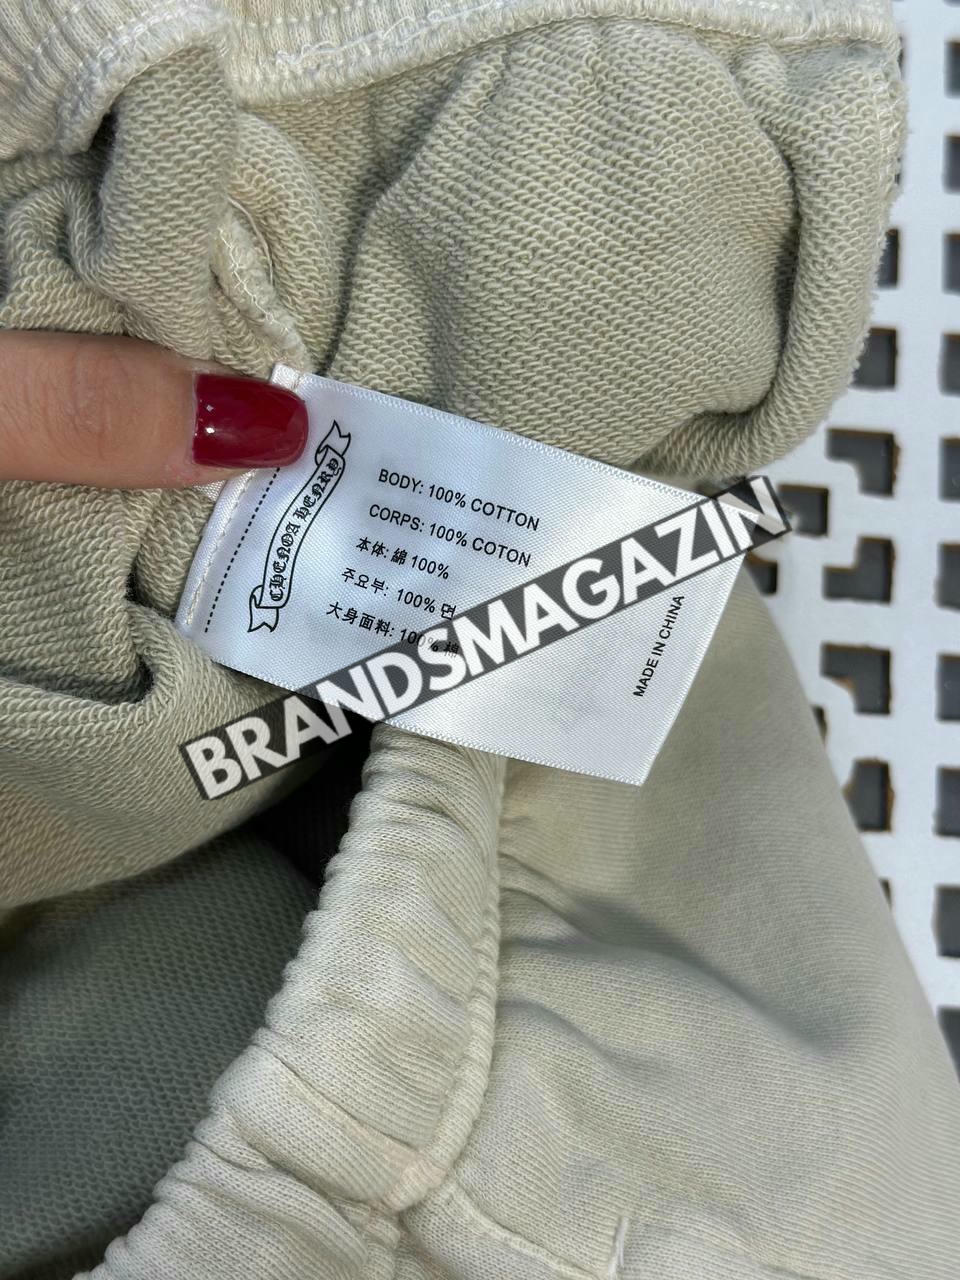 CHENOA HENRY
BODY: 100% COTTON
CORPS: 100% COTON
本体: 綿 100%
주요부: 100% 면
大身面料: 100% 棉
MADE IN CHINA
BRANDSMAGAZIN